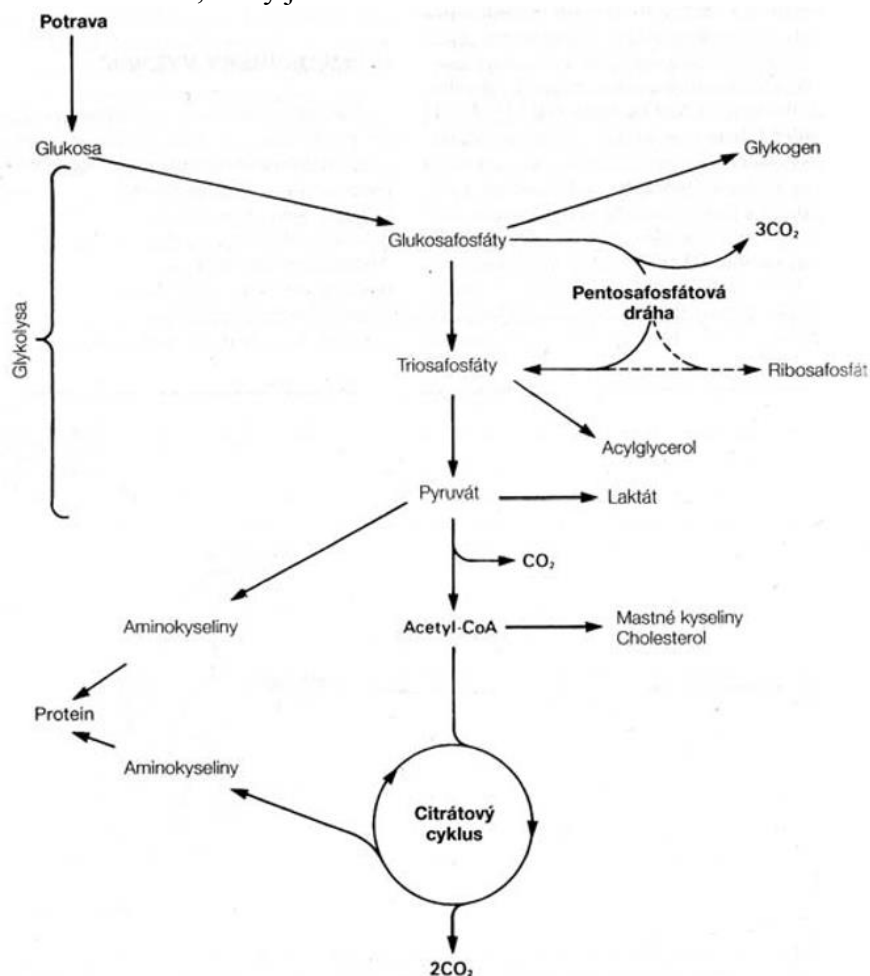 Potrava
Glukosa
Glykogen
Glukosafosfáty
3CO₂
Pentosafosfátová
dráha
Glykolysa
Triosafosfáty
Ribosafosfát
Acylglycerol
Pyruvát
Laktát
CO₂
Aminokyseliny
Acetyl-CoA
Mastné kyseliny
Cholesterol
Protein
Aminokyseliny
Citrátový
cyklus
2CO₂